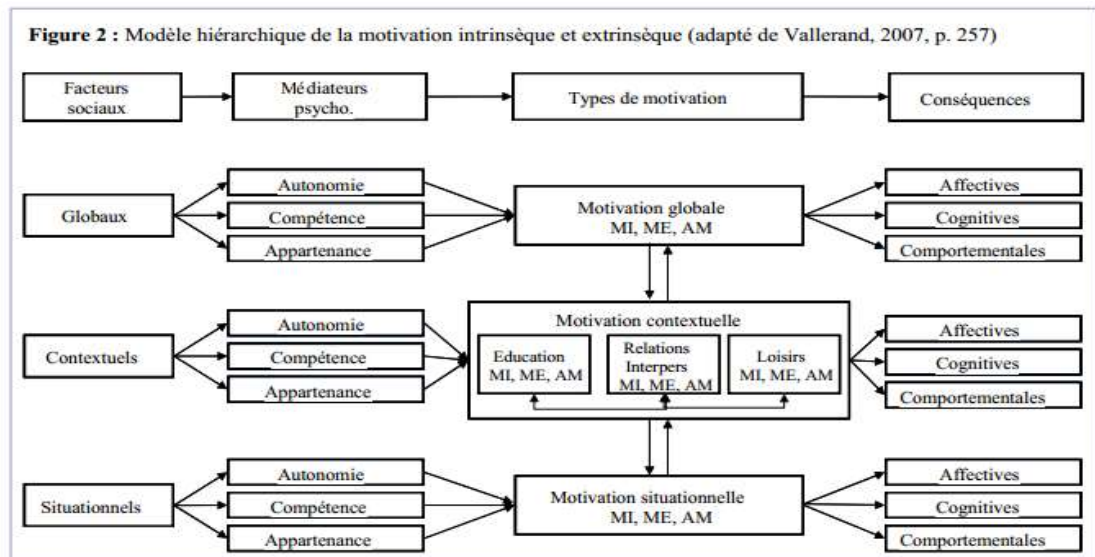 Figure 2 : Modèle hiérarchique de la motivation intrinsèque et extrinsèque (adapté de Vallerand, 2007, p. 257)
Facteurs
sociaux
Médiateurs
psycho.
Types de motivation
Conséquences
Globaux
Autonomie
Compétence
Appartenance
Motivation globale
MI, ME, AM
Affectives
Cognitives
Comportementales
Contextuels
Autonomie
Compétence
Appartenance
Motivation contextuelle
Education
MI, ME, AM
Relations
Interpers
MI, ME, AM
Loisirs
MI, ME, AM
Affectives
Cognitives
Comportementales
Situationnels
Autonomie
Compétence
Appartenance
Motivation situationnelle
MI, ME, AM
Affectives
Cognitives
Comportementales